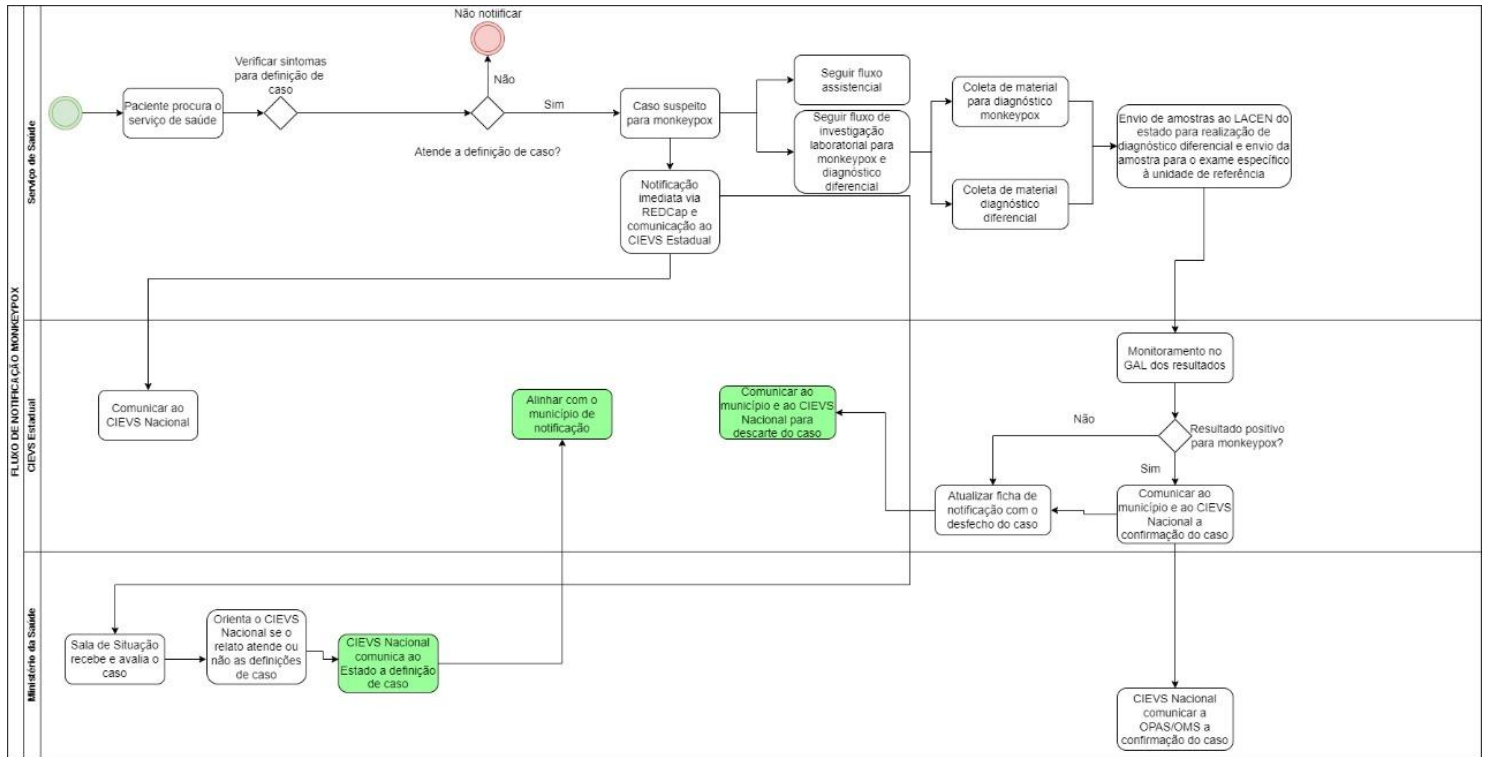 FLUXO DE NOTIFICAÇÃO MONKEYPOX
Serviço de Saúde
Paciente procura o
serviço de saúde
Verificar sintomas
para definição de
caso
Não notiificar
Não
Sim
Atende a definição de caso?
Caso suspeito
para monkeypox
Notificação
imediata via
REDCap e
comunicação ao
CIEVS Estadual
Seguir fluxo
assistencial
Seguir fluxo de
investigação
laboratorial para
monkeypox e
diagnóstico
diferencial
Coleta de material
para diagnóstico
monkeypox
Coleta de material
diagnóstico
diferencial
Envio de amostras ao LACEN do
estado para realização de
diagnóstico diferencial e envio da
amostra para o exame específico
à unidade de referência
CIEVS Estadual
Comunicar ao
CIEVS Nacional
Alinhar com o
município de
notificação
Comunicar ao
município e ao CIEVS
Nacional para
descarte do caso
Monitoramento no
GAL dos resultados
Não
Resultado positivo
para monkeypox?
Sim
Atualizar ficha de
notificação com o
desfecho do caso
Comunicar ao
município e ao CIEVS
Nacional a
confirmação do caso
Ministério da Saúde
Sala de Situação
recebe e avalia o
caso
Orienta o CIEVS
Nacional se o
relato atende ou
não as definições
de caso
CIEVS Nacional
comunica ao
Estado a definição
de caso
CIEVS Nacional
comunicar a
OPAS/OMS a
confirmação do caso